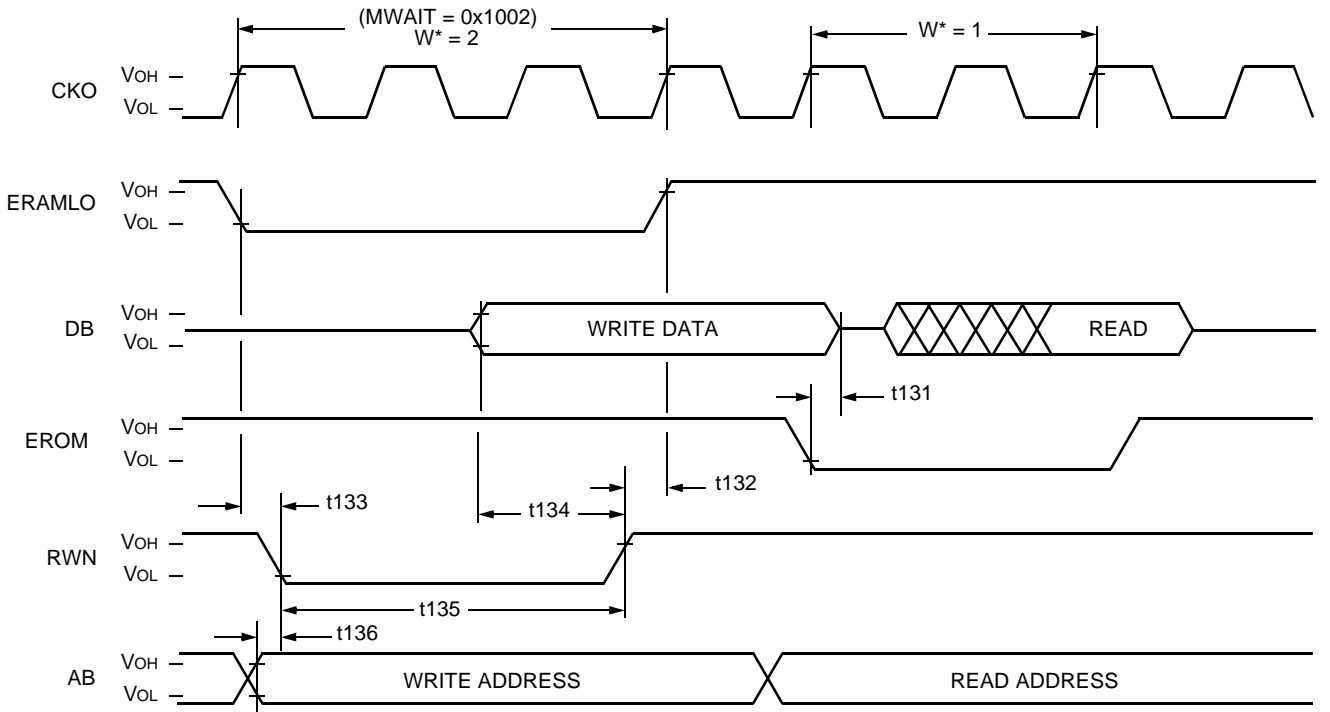 (MWAIT = 0x1002)
W* = 2
W* = 1
CKO
VOH
VOL
ERAMLO
VOH
VOL
DB
VOH
VOL
WRITE DATA
READ
t131
EROM
VOH
VOL
t132
t133
t134
RWN
VOH
VOL
t135
t136
AB
VOH
VOL
WRITE ADDRESS
READ ADDRESS